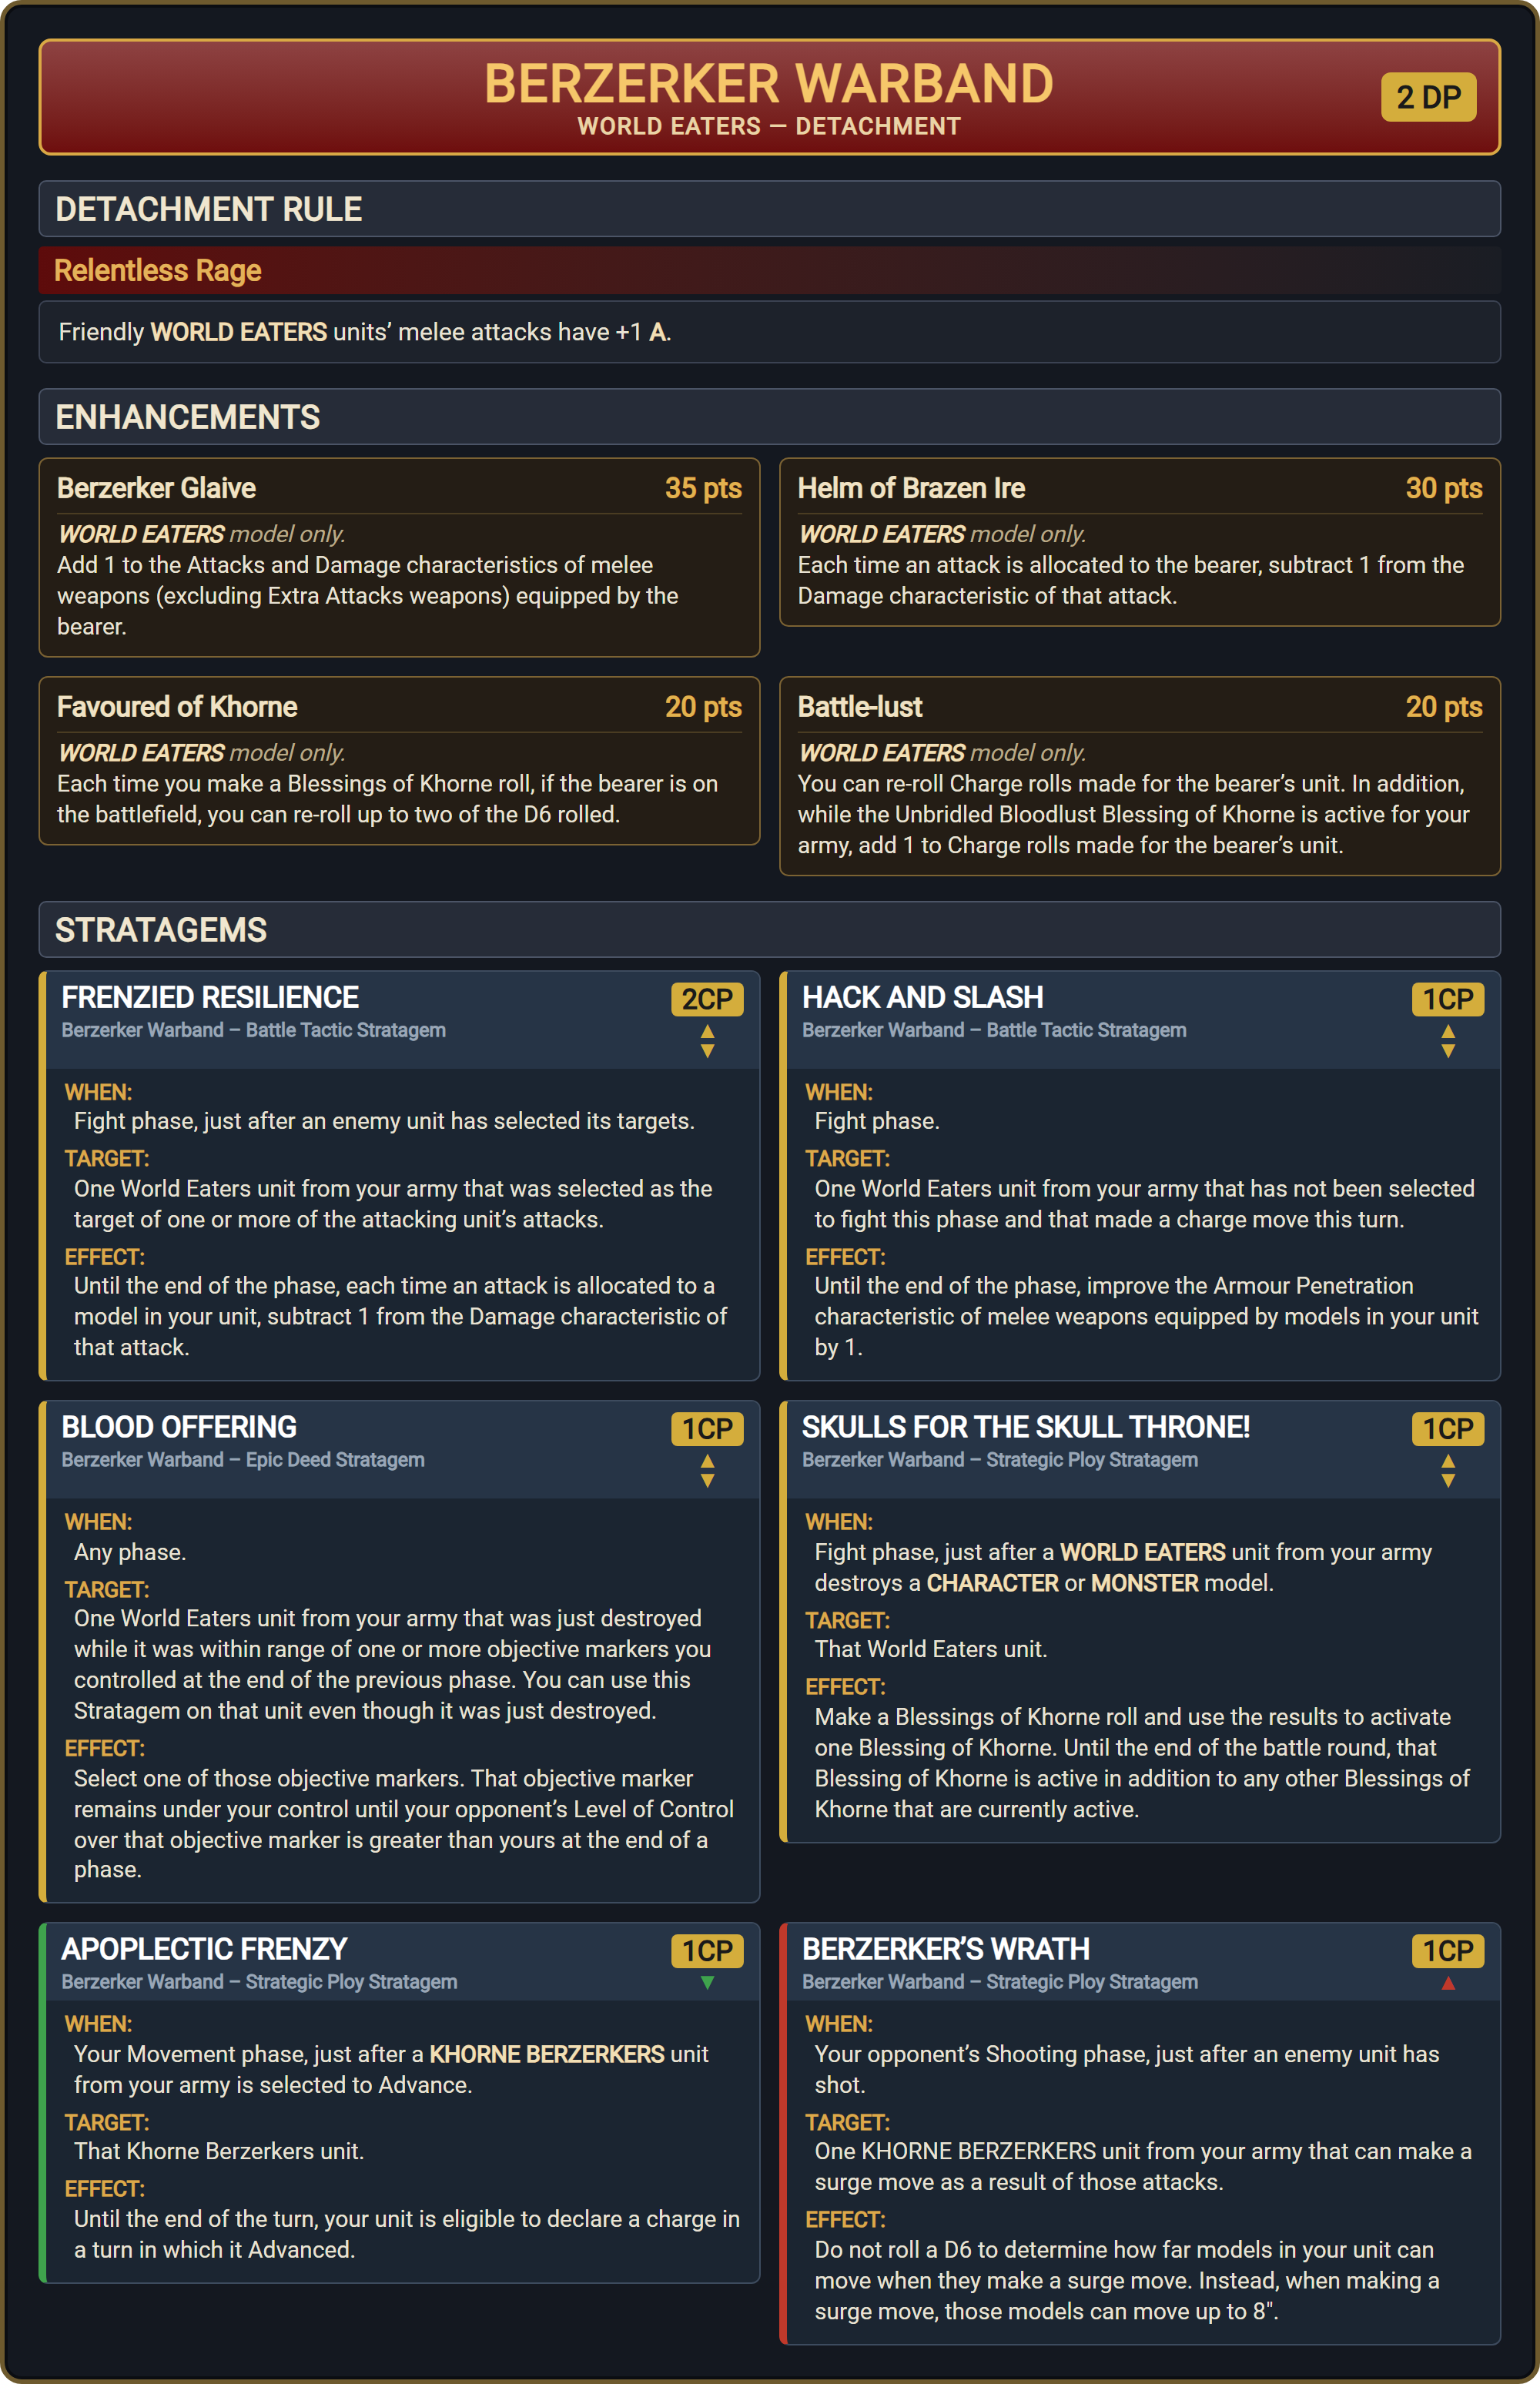 BERZERKER WARBAND
WORLD EATERS — DETACHMENT
2 DP
DETACHMENT RULE
Relentless Rage
Friendly WORLD EATERS units’ melee attacks have +1 A.
ENHANCEMENTS
Berzerker Glaive
35 pts
WORLD EATERS model only.
Add 1 to the Attacks and Damage characteristics of melee
weapons (excluding Extra Attacks weapons) equipped by the
bearer.
Helm of Brazen Ire
30 pts
WORLD EATERS model only.
Each time an attack is allocated to the bearer, subtract 1 from the
Damage characteristic of that attack.
Favoured of Khorne
20 pts
WORLD EATERS model only.
Each time you make a Blessings of Khorne roll, if the bearer is on
the battlefield, you can re-roll up to two of the D6 rolled.
Battle-lust
20 pts
WORLD EATERS model only.
You can re-roll Charge rolls made for the bearer’s unit. In addition,
while the Unbridled Bloodlust Blessing of Khorne is active for your
army, add 1 to Charge rolls made for the bearer’s unit.
STRATAGEMS
FRENZIED RESILIENCE
2CP
Berzerker Warband – Battle Tactic Stratagem
▲
▼
WHEN:
Fight phase, just after an enemy unit has selected its targets.
TARGET:
One World Eaters unit from your army that was selected as the
target of one or more of the attacking unit’s attacks.
EFFECT:
Until the end of the phase, each time an attack is allocated to a
model in your unit, subtract 1 from the Damage characteristic of
that attack.
HACK AND SLASH
1CP
Berzerker Warband – Battle Tactic Stratagem
▲
▼
WHEN:
Fight phase.
TARGET:
One World Eaters unit from your army that has not been selected
to fight this phase and that made a charge move this turn.
EFFECT:
Until the end of the phase, improve the Armour Penetration
characteristic of melee weapons equipped by models in your unit
by 1.
BLOOD OFFERING
1CP
Berzerker Warband – Epic Deed Stratagem
▲
▼
WHEN:
Any phase.
TARGET:
One World Eaters unit from your army that was just destroyed
while it was within range of one or more objective markers you
controlled at the end of the previous phase. You can use this
Stratagem on that unit even though it was just destroyed.
EFFECT:
Select one of those objective markers. That objective marker
remains under your control until your opponent’s Level of Control
over that objective marker is greater than yours at the end of a
phase.
SKULLS FOR THE SKULL THRONE!
1CP
Berzerker Warband – Strategic Ploy Stratagem
▲
▼
WHEN:
Fight phase, just after a WORLD EATERS unit from your army
destroys a CHARACTER or MONSTER model.
TARGET:
That World Eaters unit.
EFFECT:
Make a Blessings of Khorne roll and use the results to activate
one Blessing of Khorne. Until the end of the battle round, that
Blessing of Khorne is active in addition to any other Blessings of
Khorne that are currently active.
APOPLECTIC FRENZY
1CP
Berzerker Warband – Strategic Ploy Stratagem
▼
WHEN:
Your Movement phase, just after a KHORNE BERZERKERS unit
from your army is selected to Advance.
TARGET:
That Khorne Berzerkers unit.
EFFECT:
Until the end of the turn, your unit is eligible to declare a charge in
a turn in which it Advanced.
BERZERKER’S WRATH
1CP
Berzerker Warband – Strategic Ploy Stratagem
▲
WHEN:
Your opponent’s Shooting phase, just after an enemy unit has
shot.
TARGET:
One KHORNE BERZERKERS unit from your army that can make a
surge move as a result of those attacks.
EFFECT:
Do not roll a D6 to determine how far models in your unit can
move when they make a surge move. Instead, when making a
surge move, those models can move up to 8".